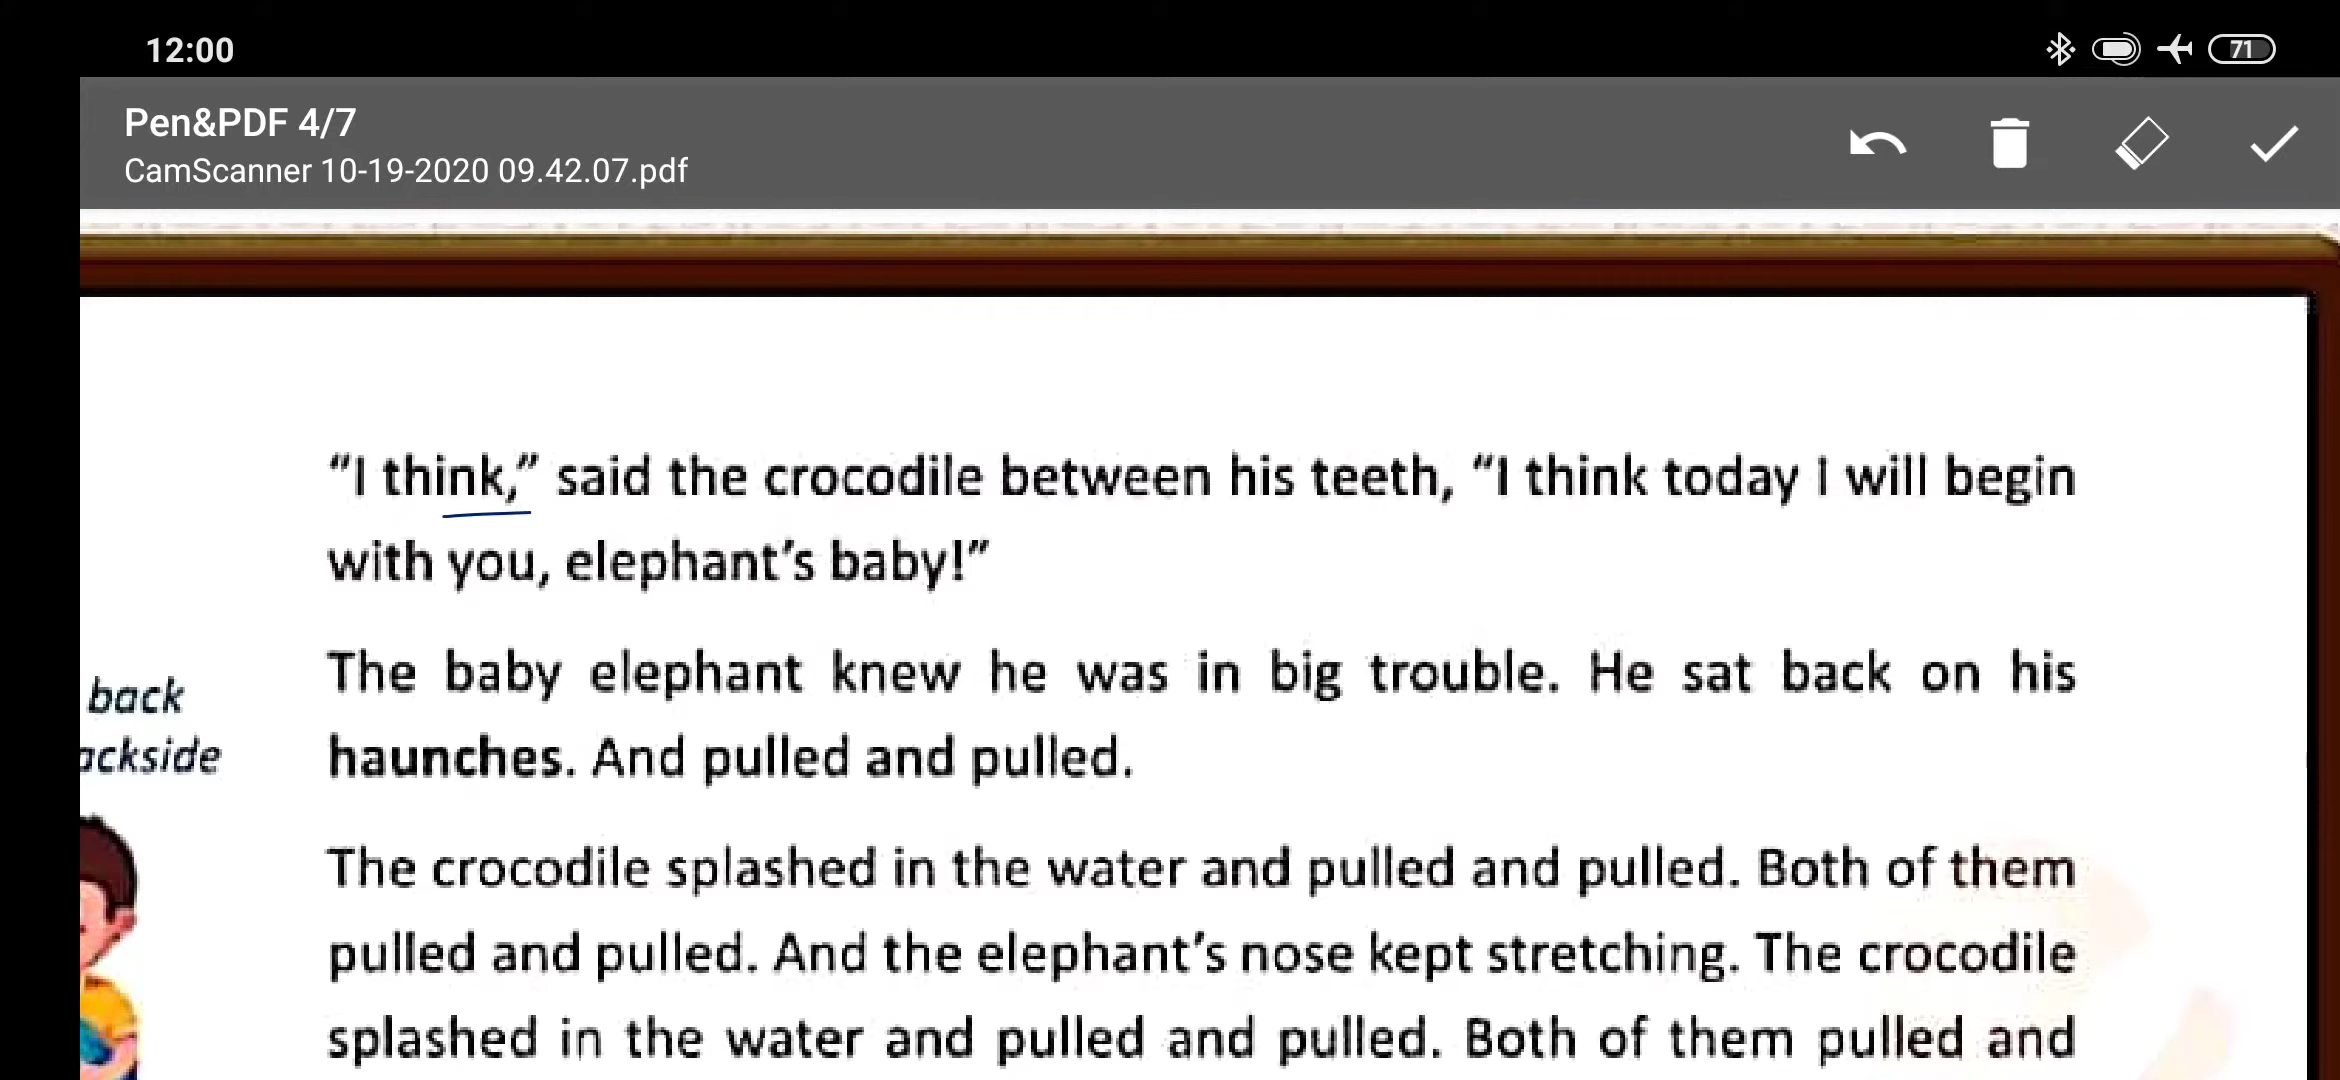 12:00
71
Pen&PDF 4/7
CamScanner 10-19-2020 09.42.07.pdf
“I think,” said the crocodile between his teeth, “I think today I will begin
with you, elephant’s baby!”
The baby elephant knew he was in big trouble. He sat back on his
haunches. And pulled and pulled.
back
ackside
The crocodile splashed in the water and pulled and pulled. Both of them
pulled and pulled. And the elephant’s nose kept stretching. The crocodile
splashed in the water and pulled and pulled. Both of them pulled and